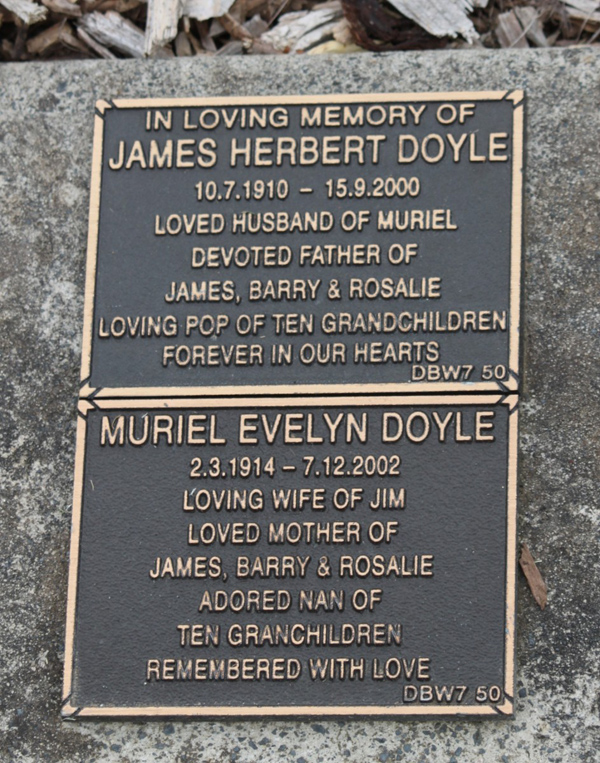 IN LOVING MEMORY OF
JAMES HERBERT DOYLE
10.7.1910 - 15.9.2000
LOVED HUSBAND OF MURIEL
DEVOTED FATHER OF
JAMES, BARRY & ROSALIE
LOVING POP OF TEN GRANDCHILDREN
FOREVER IN OUR HEARTS
DBW7 50
MURIEL EVELYN DOYLE
2.3.1914 - 7.12.2002
LOVING WIFE OF JIM
LOVED MOTHER OF
JAMES, BARRY & ROSALIE
ADORED NAN OF
TEN GRANCHILDREN
REMEMBERED WITH LOVE
DBW7 50